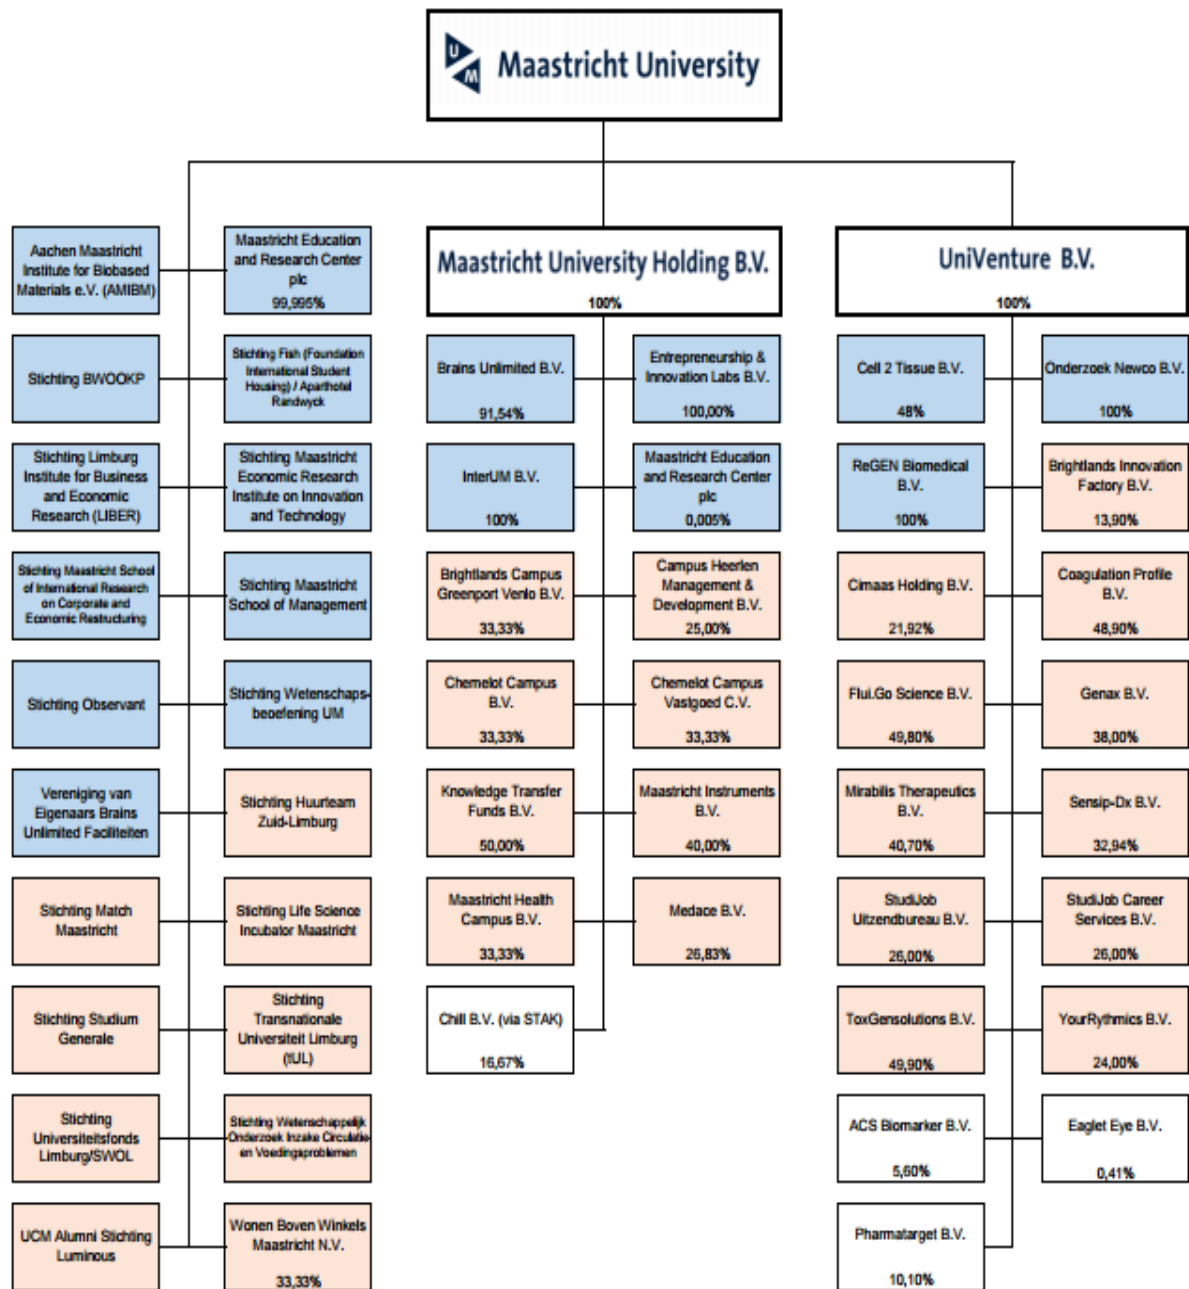 U
M
Maastricht University
Aachen Maastricht
Institute for Biobased
Materials e.V. (AMIBM)
Maastricht Education
and Research Center
plc
99,995%
Maastricht University Holding B.V.
100%
UniVenture B.V.
100%
Stichting BWOOKP
Stichting Fish (Foundation
International Student
Housing) / Aparthotel
Randwyck
Brains Unlimited B.V.
91,54%
Entrepreneurship &
Innovation Labs B.V.
100,00%
Cell 2 Tissue B.V.
48%
Onderzoek Newco B.V.
100%
Stichting Limburg
Institute for Business
and Economic
Research (LIBER)
Stichting Maastricht
Economic Research
Institute on Innovation
and Technology
InterUM B.V.
100%
Maastricht Education
and Research Center
plc
0,005%
ReGEN Biomedical
B.V.
100%
Brightlands Innovation
Factory B.V.
13,90%
Stichting Maastricht School
of International Research
on Corporate and
Economic Restructuring
Stichting Maastricht
School of Management
Brightlands Campus
Greenport Venlo B.V.
33,33%
Campus Heerlen
Management &
Development B.V.
25,00%
Cimaas Holding B.V.
21,92%
Coagulation Profile
B.V.
48,90%
Stichting Observant
Stichting Wetenschaps-
beoefening UM
Chemelot Campus
B.V.
33,33%
Chemelot Campus
Vastgoed C.V.
33,33%
Flui.Go Science B.V.
49,80%
Genax B.V.
38,00%
Vereniging van
Eigenaars Brains
Unlimited Faciliteiten
Stichting Huurteam
Zuid-Limburg
Knowledge Transfer
Funds B.V.
50,00%
Maastricht Instruments
B.V.
40,00%
Mirabilis Therapeutics
B.V.
40,70%
Sensip-Dx B.V.
32,94%
Stichting Match
Maastricht
Stichting Life Science
Incubator Maastricht
Maastricht Health
Campus B.V.
33,33%
Medace B.V.
26,83%
StudiJob
Uitzendbureau B.V.
26,00%
StudiJob Career
Services B.V.
26,00%
Stichting Studium
Generale
Stichting
Transnationale
Universiteit Limburg
(tUL)
Chill B.V. (via STAK)
16,67%
ToxGensolutions B.V.
49,90%
YourRythmics B.V.
24,00%
Stichting
Universiteitsfonds
Limburg/SWOL
Stichting Wetenschappelijk
Onderzoek Inzake Circulatie-
en Voedingsproblemen
ACS Biomarker B.V.
5,60%
Eaglet Eye B.V.
0,41%
UCM Alumni Stichting
Luminous
Wonen Boven Winkels
Maastricht N.V.
33,33%
Pharmatarget B.V.
10,10%